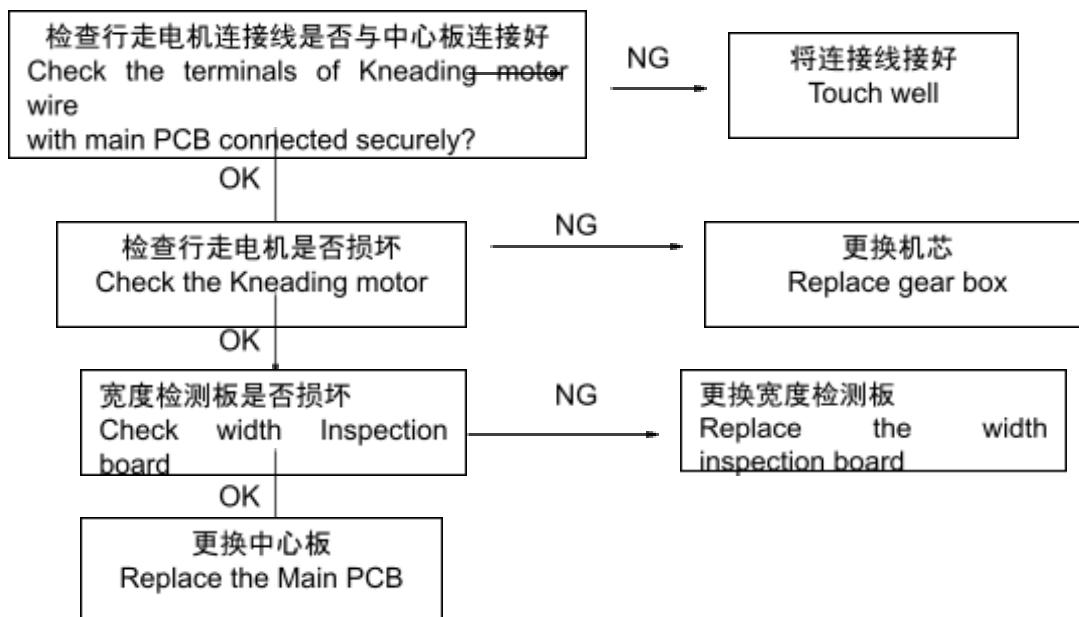 检查行走电机连接线是否与中心板连接好
Check the terminals of Kneading motor
wire
with main PCB connected securely?
NG
将连接线接好
Touch well
OK
检查行走电机是否损坏
Check the Kneading motor
NG
更换机芯
Replace gear box
OK
宽度检测板是否损坏
Check width Inspection
board
NG
更换宽度检测板
Replace the width
inspection board
OK
更换中心板
Replace the Main PCB